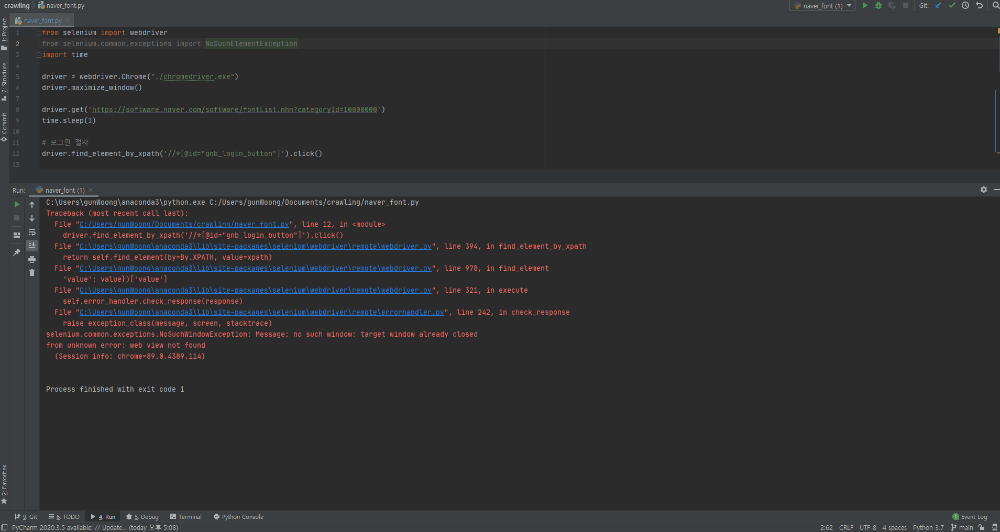 crawling naver_font.py
naver_font (1) Git:
naver_font.py
1: Project
7: Structure
Commit
2: Favorites
1 from selenium import webdriver
2 from selenium.common.exceptions import NoSuchElementException
3 import time
4
5 driver = webdriver.Chrome("./chromedriver.exe")
6 driver.maximize_window()
7
8 driver.get('https://software.naver.com/software/fontList.nhn?categoryId=I0000000')
9 time.sleep(1)
10
11 # 로그인 절차
12 driver.find_element_by_xpath('//*[@id="gnb_login_button"]').click()
13
Run: naver_font (1)
C:\Users\gunWoong\anaconda3\python.exe C:/Users/gunWoong/Documents/crawling/naver_font.py
Traceback (most recent call last):
File "C:/Users/gunWoong/Documents/crawling/naver_font.py", line 12, in <module>
driver.find_element_by_xpath('//*[@id="gnb_login_button"]').click()
File "C:\Users\gunWoong\anaconda3\lib\site-packages\selenium\webdriver\remote\webdriver.py", line 394, in find_element_by_xpath
return self.find_element(by=By.XPATH, value=xpath)
File "C:\Users\gunWoong\anaconda3\lib\site-packages\selenium\webdriver\remote\webdriver.py", line 978, in find_element
'value': value})['value']
File "C:\Users\gunWoong\anaconda3\lib\site-packages\selenium\webdriver\remote\webdriver.py", line 321, in execute
self.error_handler.check_response(response)
File "C:\Users\gunWoong\anaconda3\lib\site-packages\selenium\webdriver\remote\errorhandler.py", line 242, in check_response
raise exception_class(message, screen, stacktrace)
selenium.common.exceptions.NoSuchWindowException: Message: no such window: target window already closed
from unknown error: web view not found
(Session info: chrome=89.0.4389.114)
Process finished with exit code 1
9: Git 6: TODO 4: Run 5: Debug Terminal Python Console 1 Event Log
PyCharm 2020.3.5 available: // Update... (today 오후 5:08) 2:62 CRLF UTF-8 4 spaces Python 3.7 main